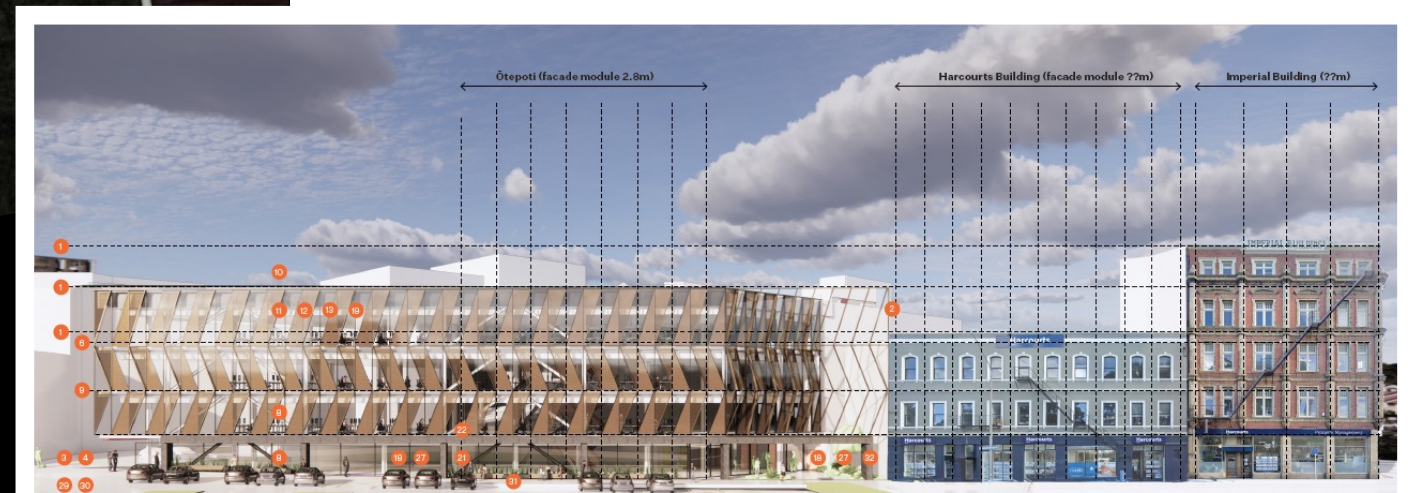 Ōtepoti (facade module 2.8m)
Harcourts Building (facade module ??m)
Imperial Building (??m)
1
IMPERIAL BUILDING
10
1
11
12
13
19
2
1
6
Harcourts
9
8
22
Harcourts
Harcourts
Harcourts
Harcourts
Property Management
3
4
8
19
27
21
18
27
32
29
30
31